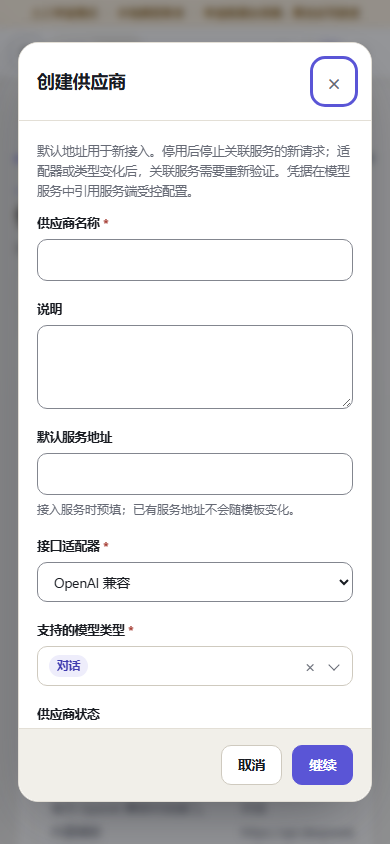 创建供应商
×
默认地址用于新接入。停用后停止关联服务的新请求；适
配器或类型变化后，关联服务需要重新验证。凭据在模型
服务中引用服务端受控配置。
供应商名称 *
说明
默认服务地址
接入服务时预填；已有服务地址不会随模板变化。
接口适配器 *
OpenAI 兼容
支持的模型类型 *
对话 ×
供应商状态
取消 继续